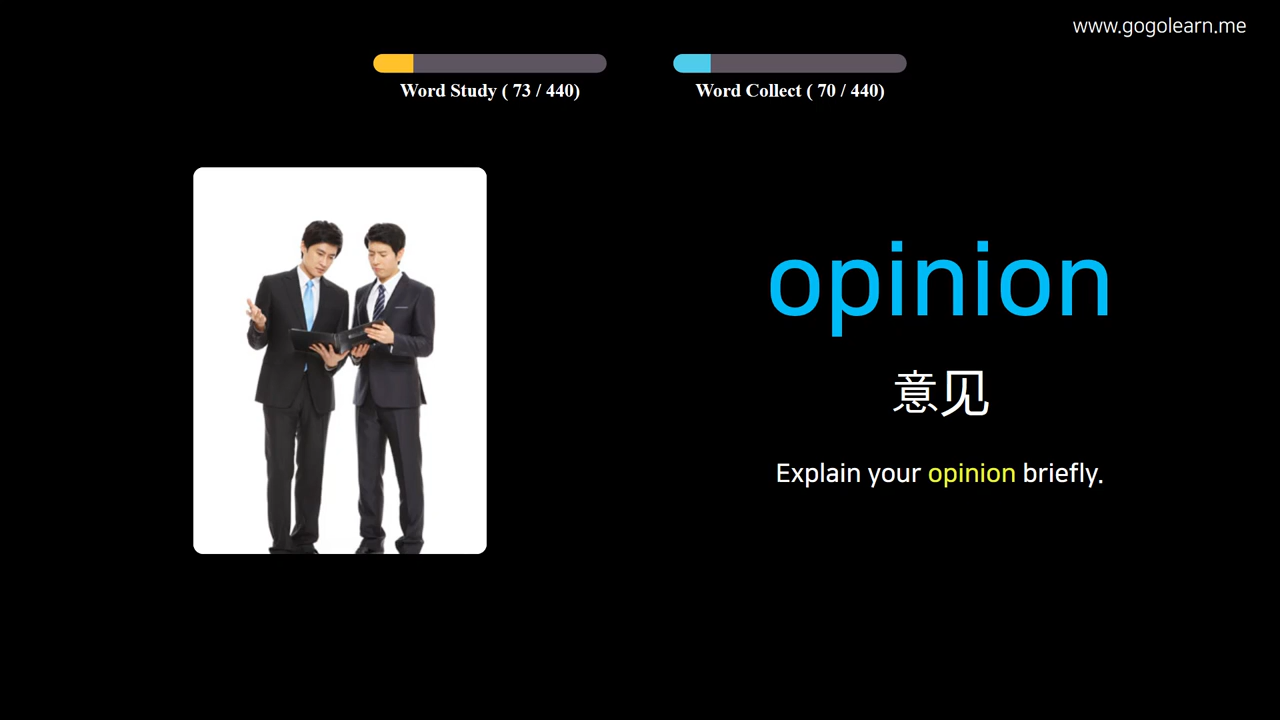 www.gogolearn.me
Word Study ( 73 / 440)
Word Collect ( 70 / 440)
opinion
意见
Explain your opinion briefly.